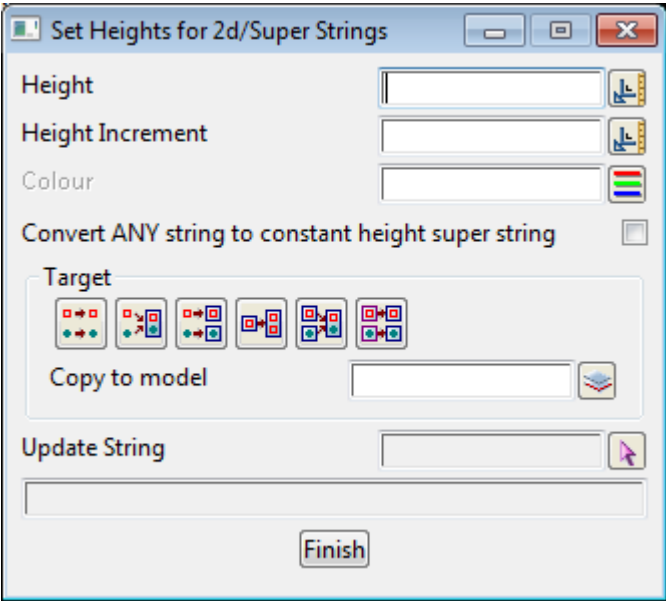 Set Heights for 2d/Super Strings
Height
Height Increment
Colour
Convert ANY string to constant height super string
Target
Copy to model
Update String
Finish